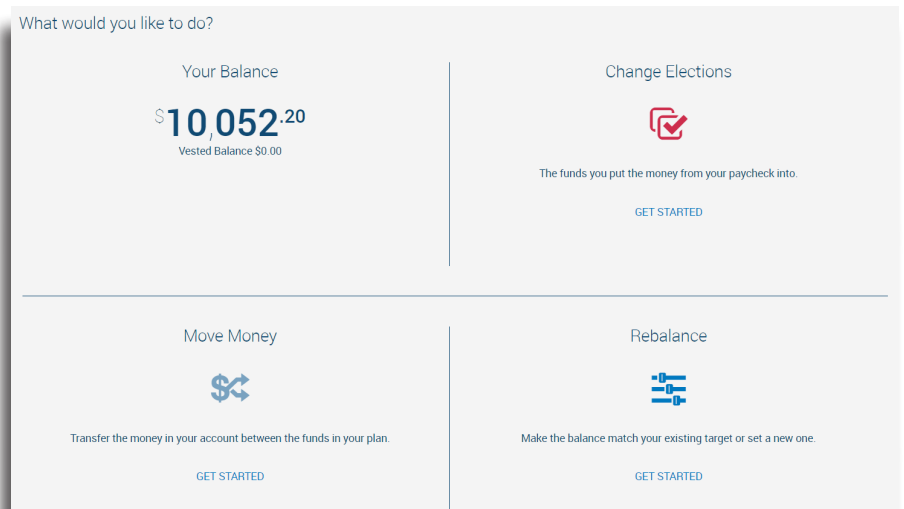 What would you like to do?
Your Balance
$10,052.20
Vested Balance $0.00
Change Elections
The funds you put the money from your paycheck into.
GET STARTED
Move Money
Transfer the money in your account between the funds in your plan.
GET STARTED
Rebalance
Make the balance match your existing target or set a new one.
GET STARTED